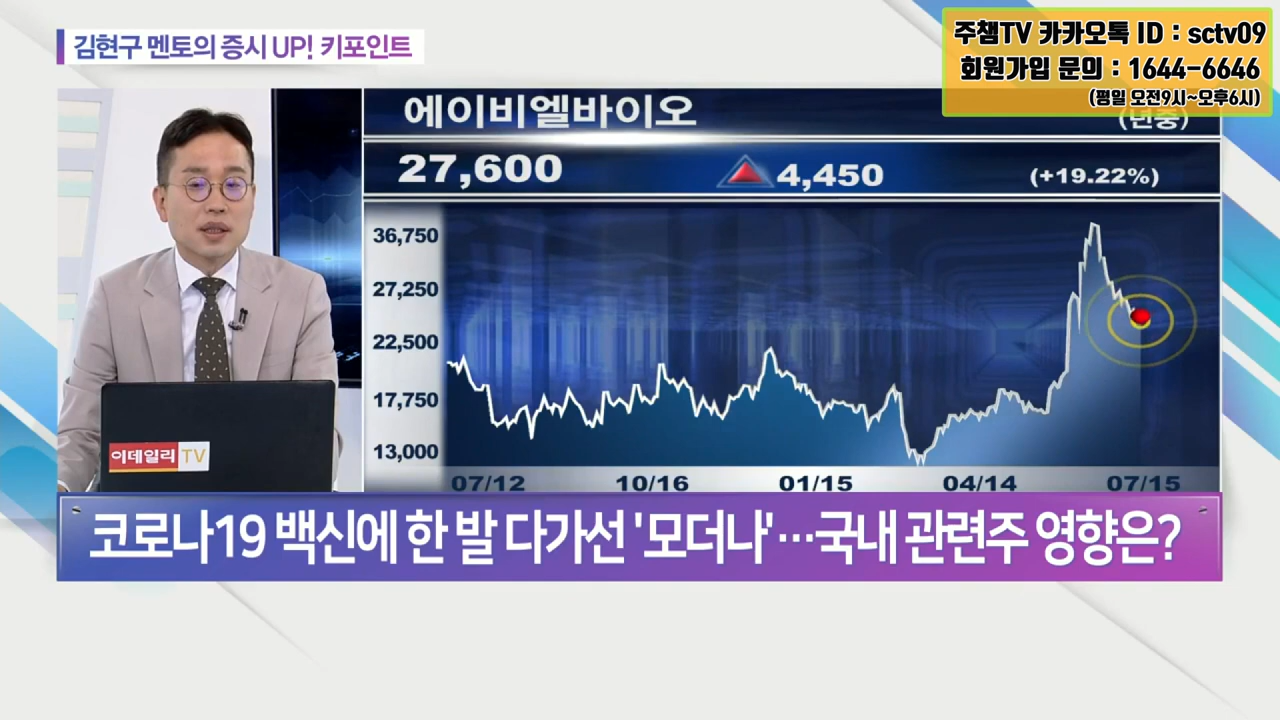 김현구 멘토의 증시 UP! 키포인트
주챔TV 카카오톡 ID : sctv09
회원가입 문의 : 1644-6646
(평일 오전9시~오후6시)
에이비엘바이오
(년중)
27,600 4,450 (+19.22%)
36,750
27,250
22,500
17,750
13,000
07/12 10/16 01/15 04/14 07/15
이데일리 TV
코로나19 백신에 한 발 다가선 '모더나'…국내 관련주 영향은?